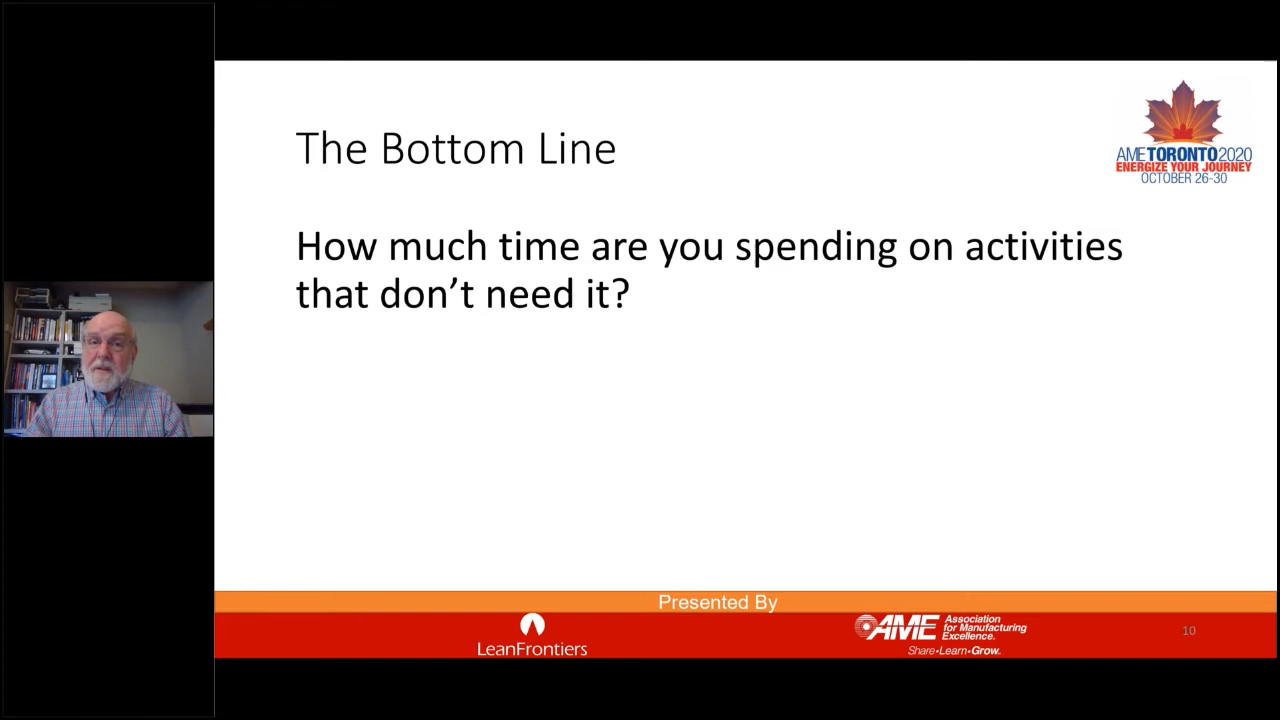 The Bottom Line
AMETORONTO2020
ENERGIZE YOUR JOURNEY
OCTOBER 26-30
How much time are you spending on activities
that don’t need it?
Presented By
LeanFrontiers
AME Association
for Manufacturing
Excellence.
Share•Learn•Grow.
10